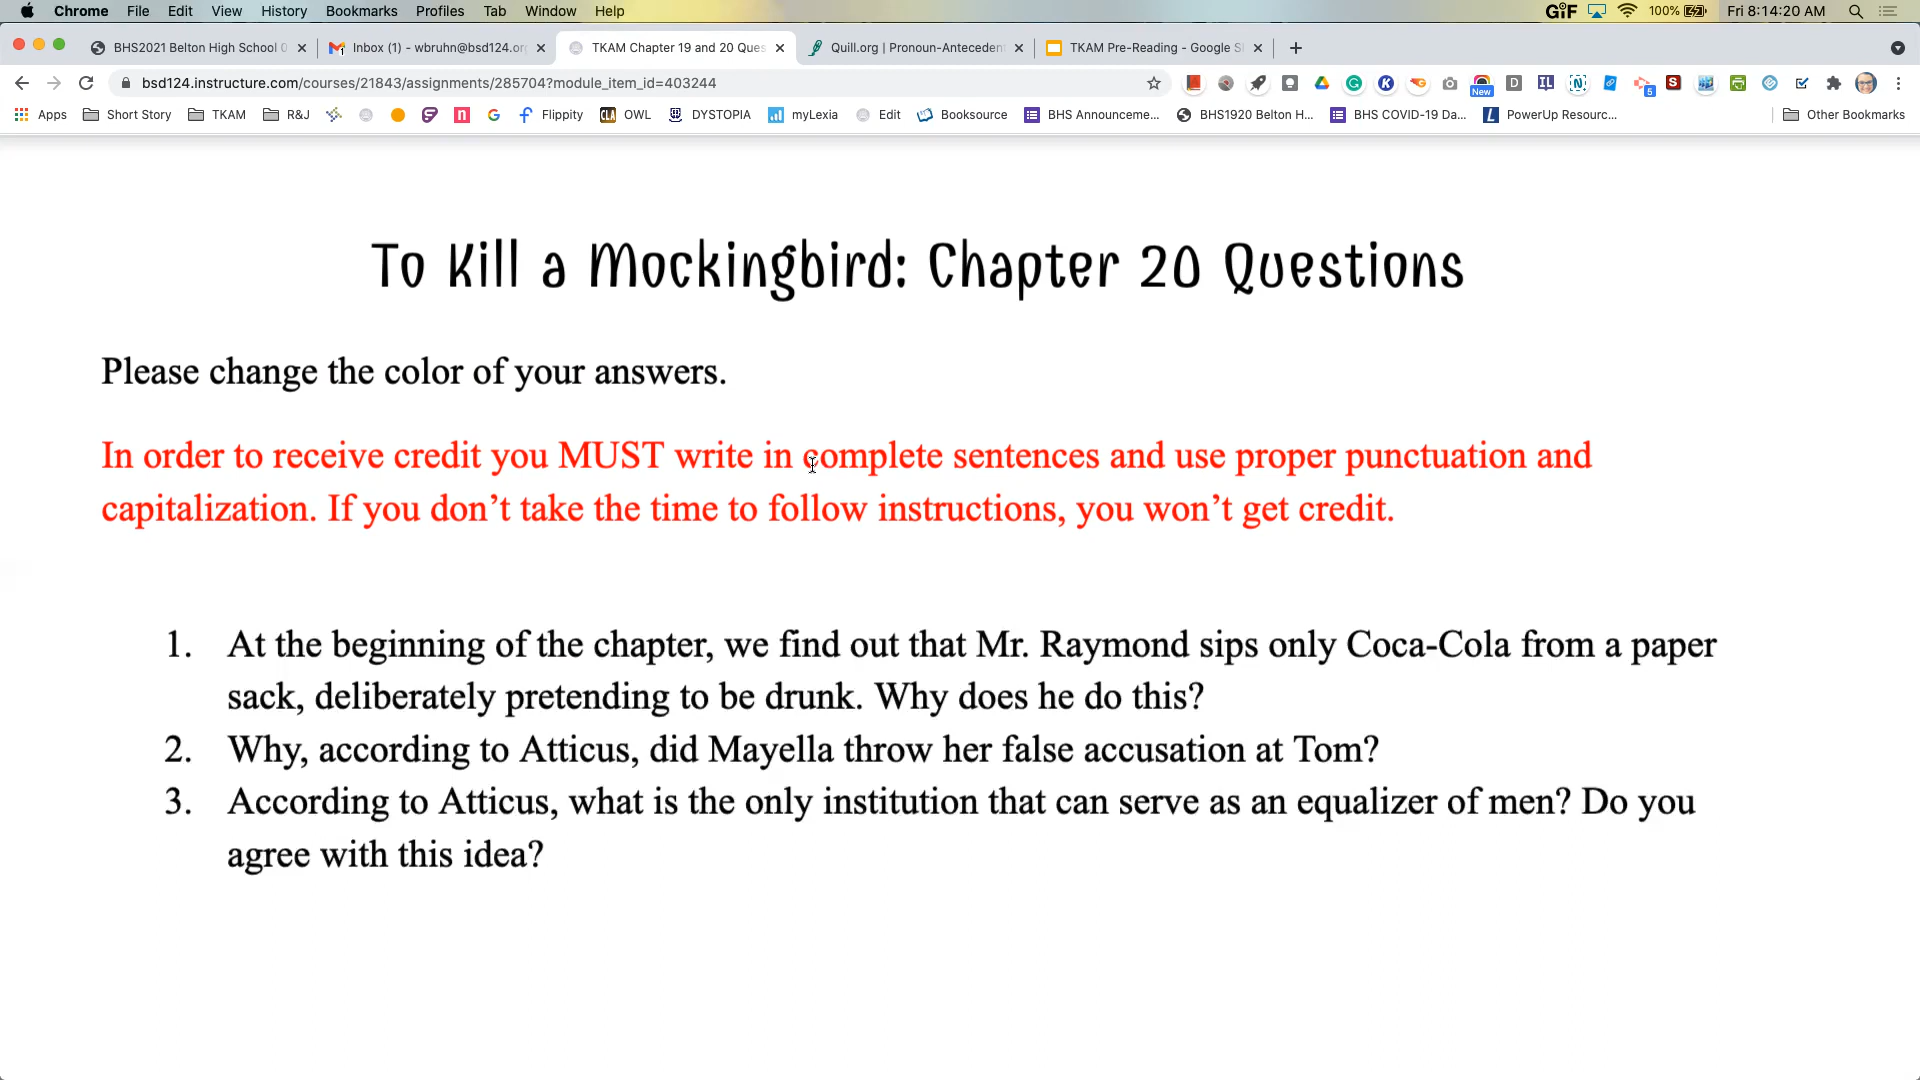 Chrome File Edit View History Bookmarks Profiles Tab Window Help GIF 100% Fri 8:14:20 AM
BHS2021 Belton High School 0 Inbox (1) - wbruhn@bsd124.or TKAM Chapter 19 and 20 Ques Quill.org | Pronoun-Anteceden TKAM Pre-Reading - Google S
bsd124.instructure.com/courses/21843/assignments/285704?module_item_id=403244 New 5
Apps Short Story TKAM R&J Flippity OWL DYSTOPIA myLexia Edit Booksource BHS Announceme... BHS1920 Belton H... BHS COVID-19 Da... PowerUp Resourc... Other Bookmarks
To Kill a Mockingbird: Chapter 20 Questions
Please change the color of your answers.
In order to receive credit you MUST write in complete sentences and use proper punctuation and
capitalization. If you don't take the time to follow instructions, you won't get credit.
1. At the beginning of the chapter, we find out that Mr. Raymond sips only Coca-Cola from a paper
sack, deliberately pretending to be drunk. Why does he do this?
2. Why, according to Atticus, did Mayella throw her false accusation at Tom?
3. According to Atticus, what is the only institution that can serve as an equalizer of men? Do you
agree with this idea?